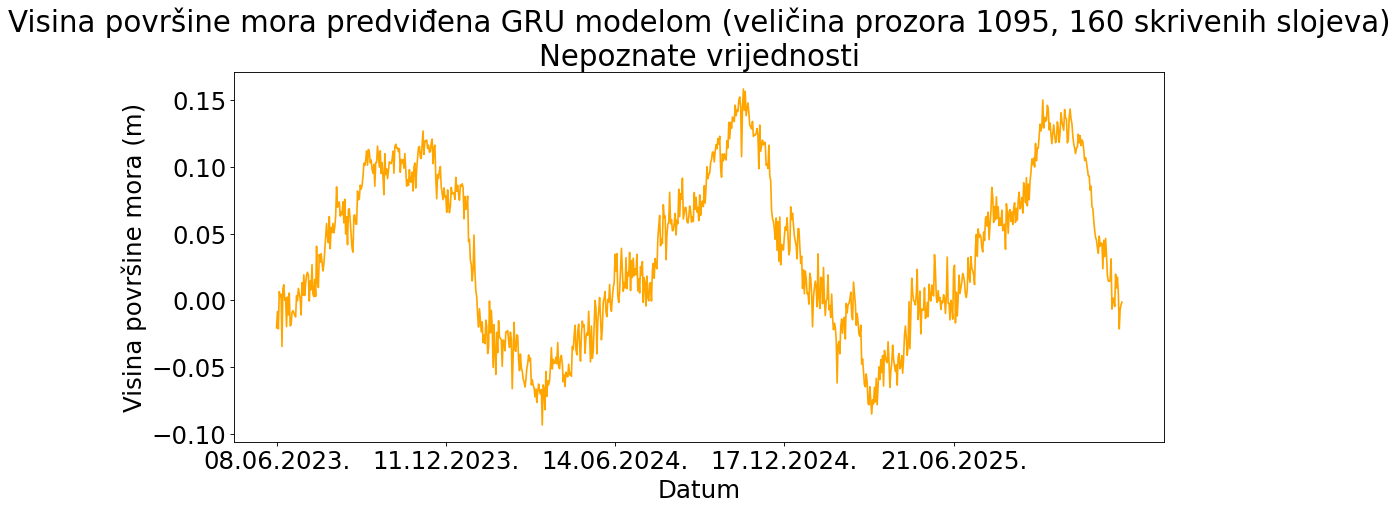 Visina površine mora predviđena GRU modelom (veličina prozora 1095, 160 skrivenih slojeva)
Nepoznate vrijednosti
Visina površine mora (m)
0.15
0.10
0.05
0.00
−0.05
−0.10
08.06.2023. 11.12.2023. 14.06.2024. 17.12.2024. 21.06.2025.
Datum